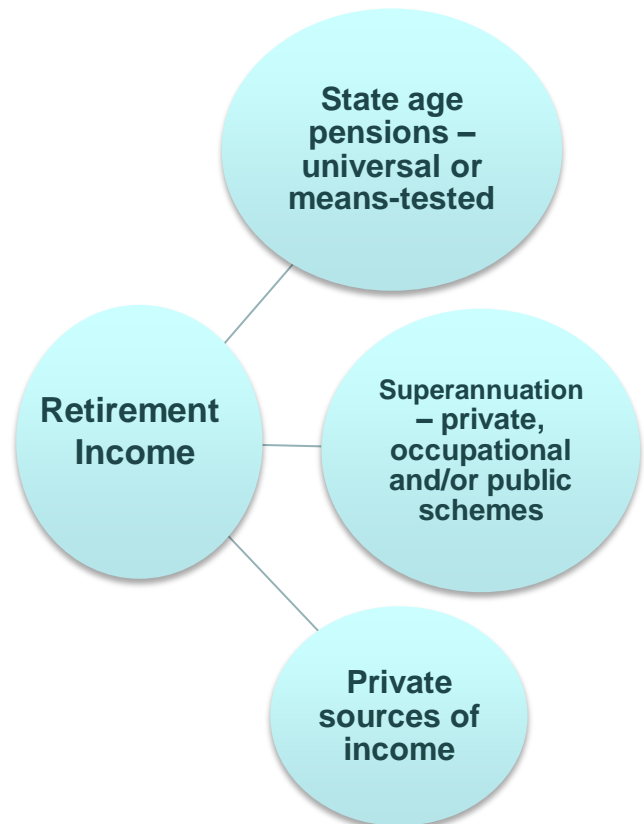 State age
pensions –
universal or
means-tested
Retirement
Income
Superannuation
– private,
occupational
and/or public
schemes
Private
sources of
income